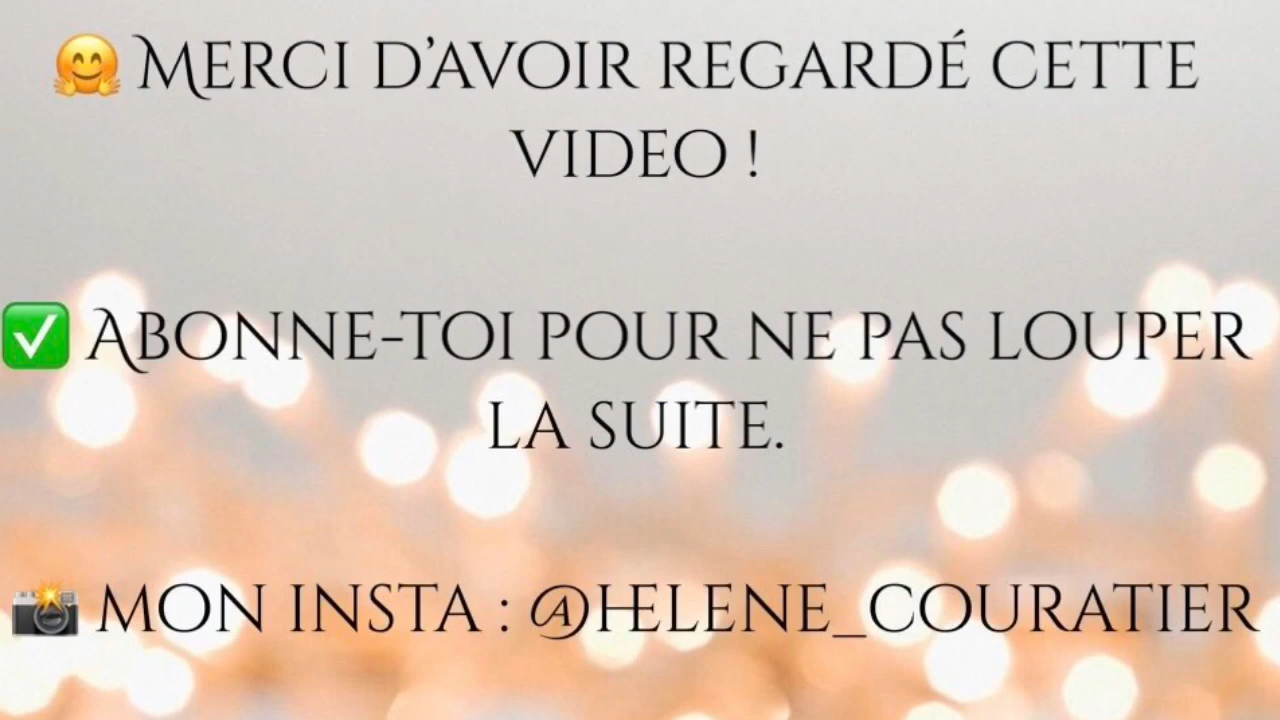 🤗 Merci d’avoir regardé cette
video !
✅ Abonne-toi pour ne pas louper
la suite.
📸 mon insta : @helene_couratier